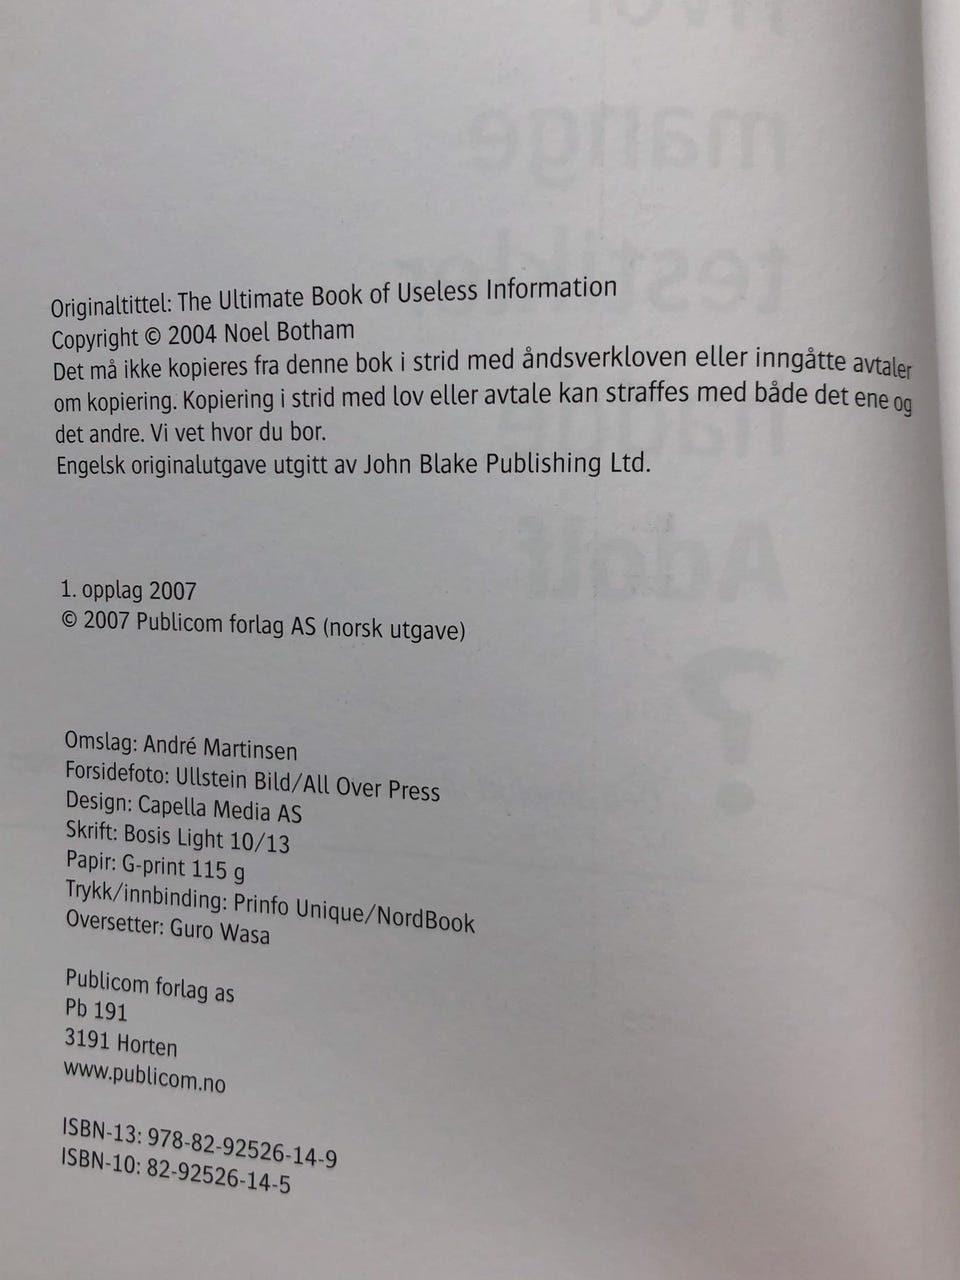 Hvor
mange
testikler
hadde
Adolf
?
Originaltittel: The Ultimate Book of Useless Information
Copyright © 2004 Noel Botham
Det må ikke kopieres fra denne bok i strid med åndsverkloven eller inngåtte avtaler
om kopiering. Kopiering i strid med lov eller avtale kan straffes med både det ene og
det andre. Vi vet hvor du bor.
Engelsk originalutgave utgitt av John Blake Publishing Ltd.
1. opplag 2007
© 2007 Publicom forlag AS (norsk utgave)
Omslag: André Martinsen
Forsidefoto: Ullstein Bild/All Over Press
Design: Capella Media AS
Skrift: Bosis Light 10/13
Papir: G-print 115 g
Trykk/innbinding: Prinfo Unique/NordBook
Oversetter: Guro Wasa
Publicom forlag as
Pb 191
3191 Horten
www.publicom.no
ISBN-13: 978-82-92526-14-9
ISBN-10: 82-92526-14-5